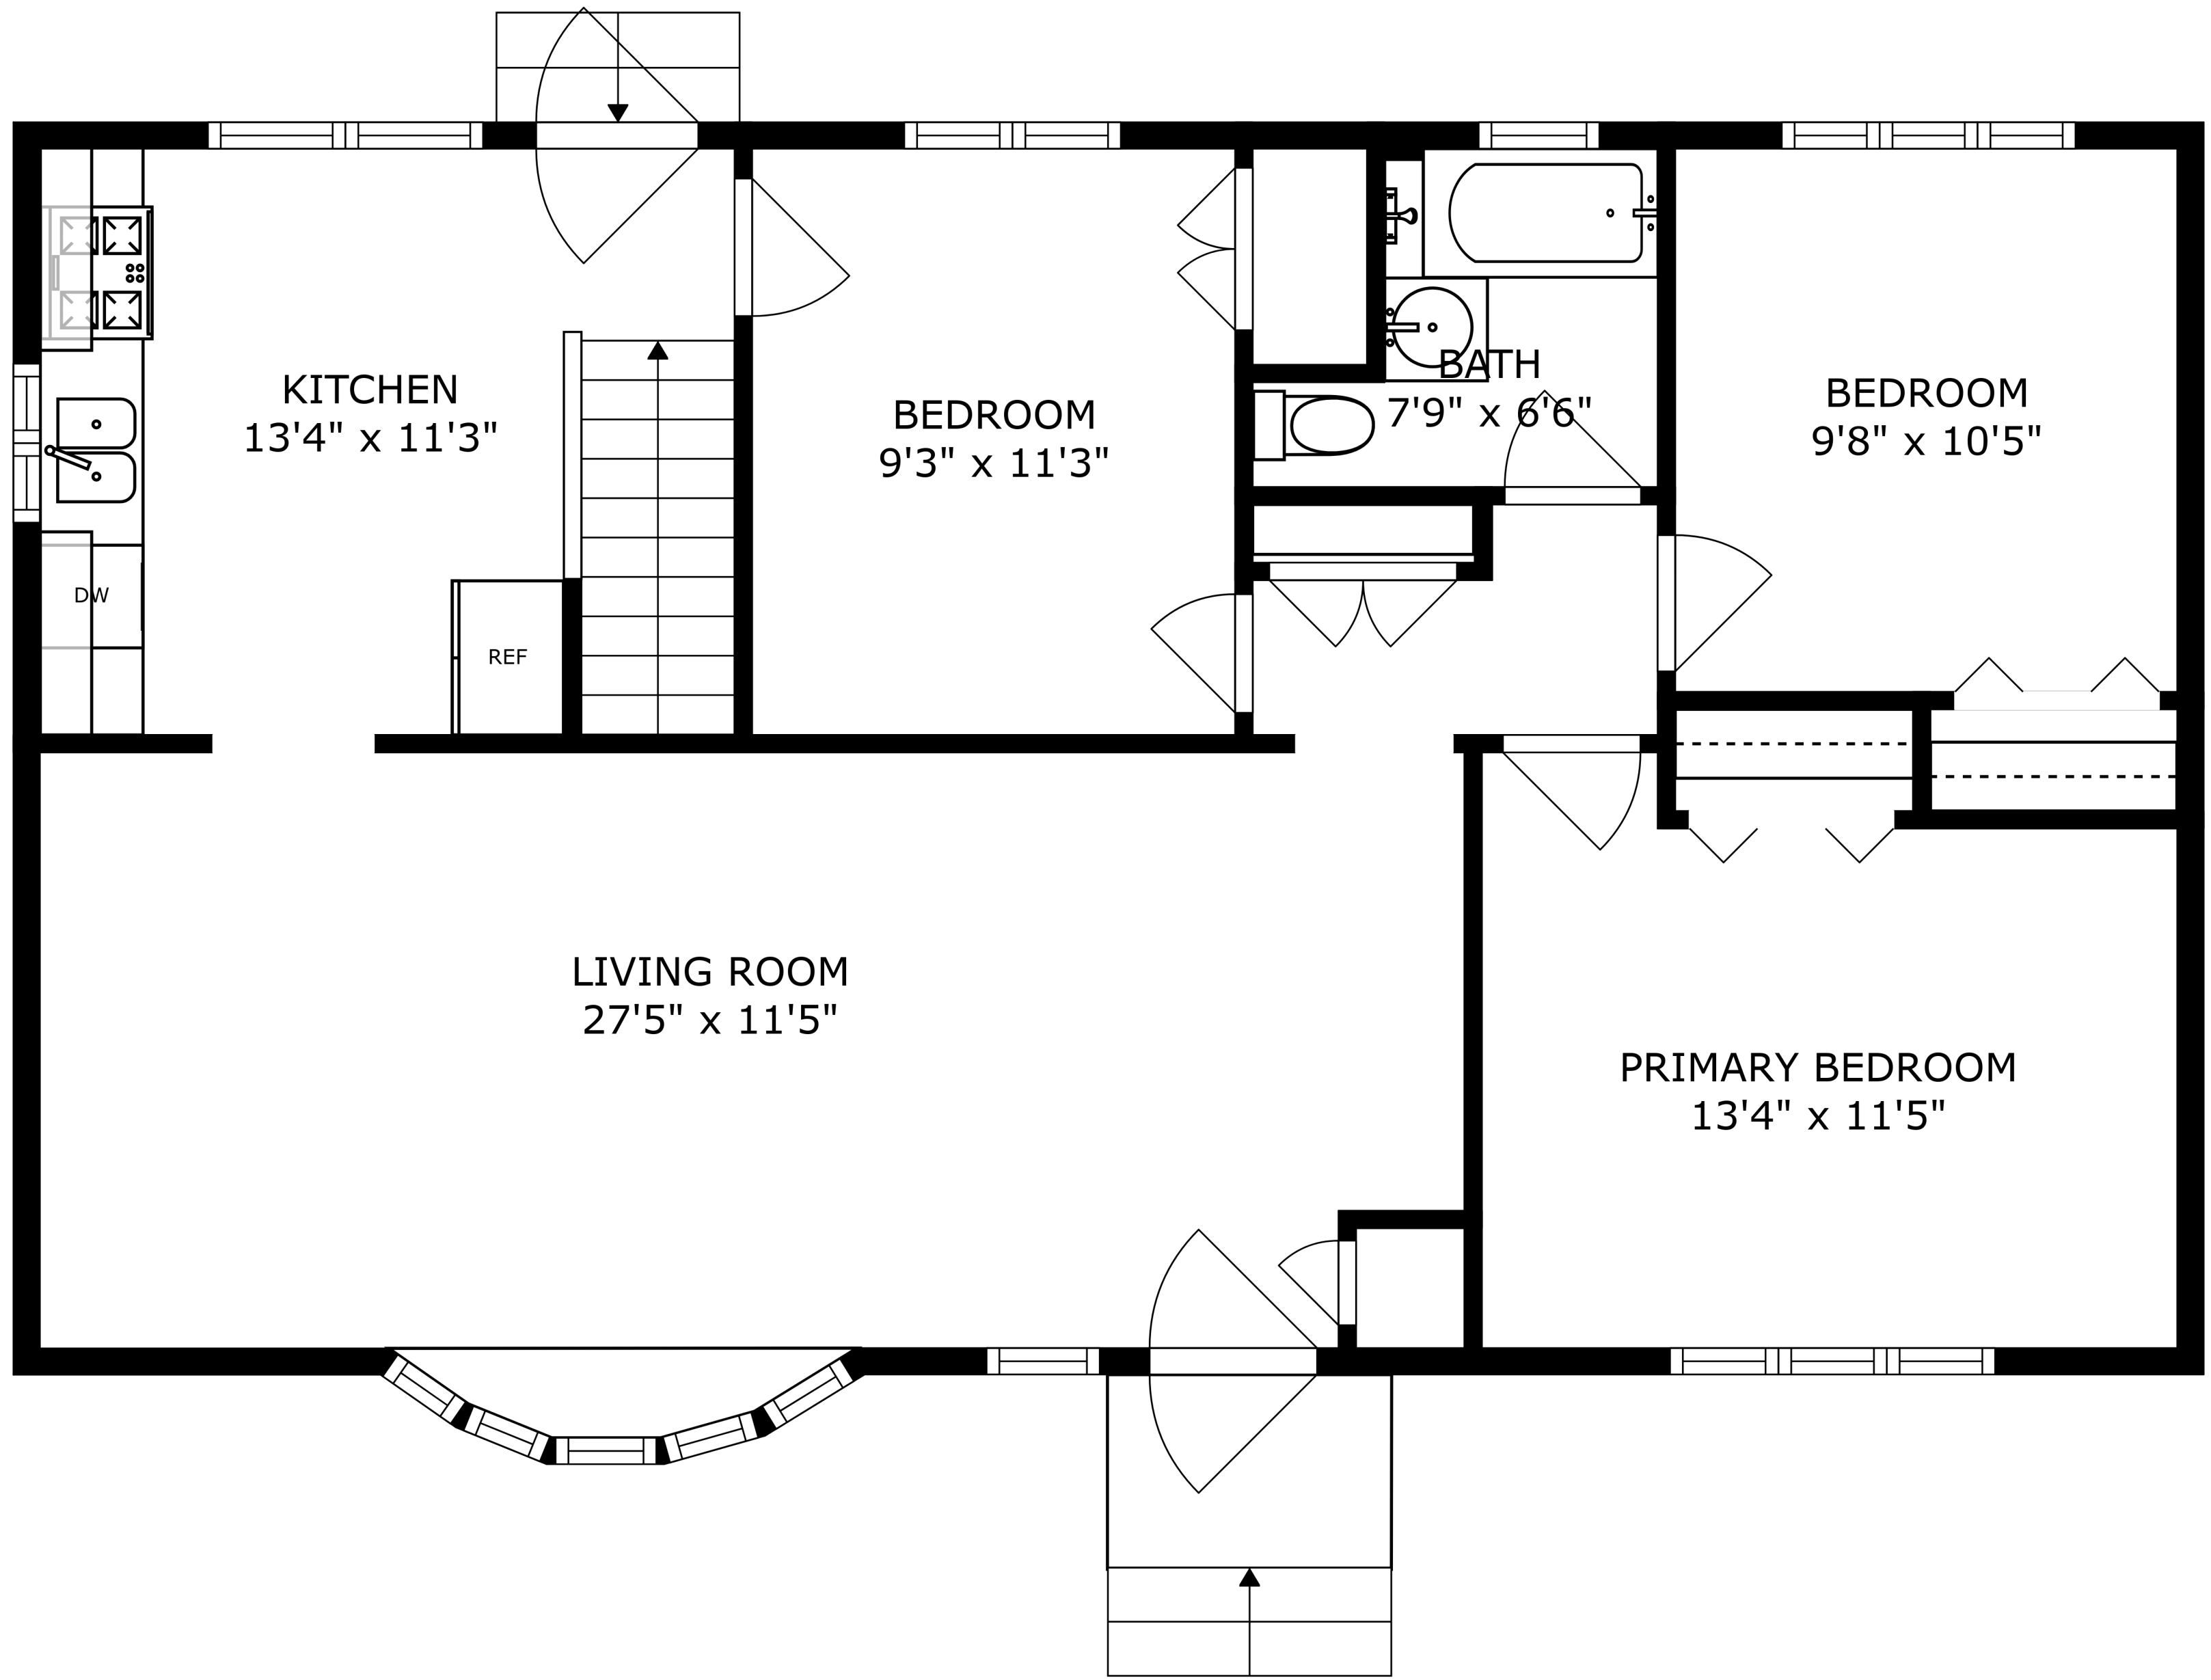 KITCHEN
13'4" x 11'3"
BEDROOM
9'3" x 11'3"
BATH
7'9" x 6'6"
BEDROOM
9'8" x 10'5"
DW
REF
LIVING ROOM
27'5" x 11'5"
PRIMARY BEDROOM
13'4" x 11'5"